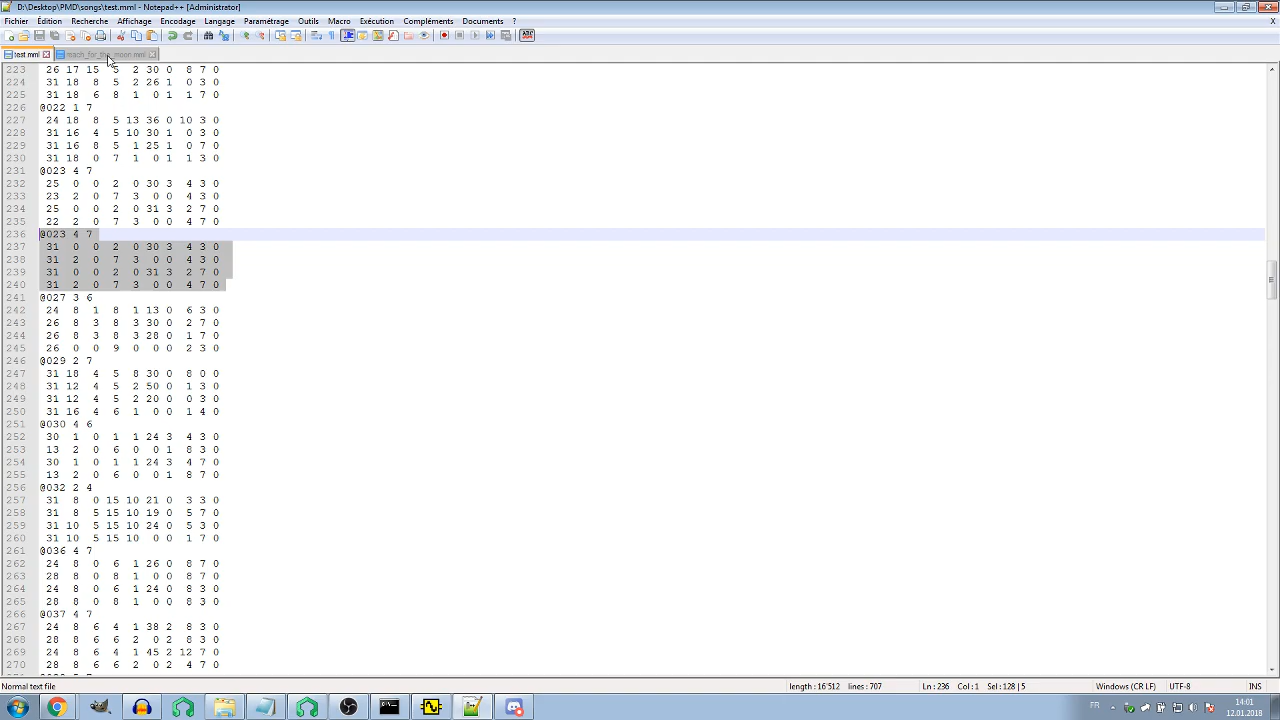 D:\Desktop\PMD\songs\test.mml - Notepad++ [Administrator]
Fichier Édition Recherche Affichage Encodage Langage Paramétrage Outils Macro Exécution Compléments Documents ? X
test.mml mach_for_the_moon.mml
223 26 17 15 5 2 30 0 8 7 0
224 31 18 8 5 2 26 1 0 3 0
225 31 18 6 8 1 0 1 1 7 0
226 @022 1 7
227 24 18 8 5 13 36 0 10 3 0
228 31 16 4 5 10 30 1 0 3 0
229 31 16 8 5 1 25 1 0 7 0
230 31 18 0 7 1 0 1 1 3 0
231 @023 4 7
232 25 0 0 2 0 30 3 4 3 0
233 23 2 0 7 3 0 0 4 3 0
234 25 0 0 2 0 31 3 2 7 0
235 22 2 0 7 3 0 0 4 7 0
236 @023 4 7
237 31 0 0 2 0 30 3 4 3 0
238 31 2 0 7 3 0 0 4 3 0
239 31 0 0 2 0 31 3 2 7 0
240 31 2 0 7 3 0 0 4 7 0
241 @027 3 6
242 24 8 1 8 1 13 0 6 3 0
243 26 8 3 8 3 30 0 2 7 0
244 26 8 3 8 3 28 0 1 7 0
245 26 0 0 9 0 0 0 2 3 0
246 @029 2 7
247 31 18 4 5 8 30 0 8 0 0
248 31 12 4 5 2 50 0 1 3 0
249 31 12 4 5 2 20 0 0 3 0
250 31 16 4 6 1 0 0 1 4 0
251 @030 4 6
252 30 1 0 1 1 24 3 4 3 0
253 13 2 0 6 0 0 1 8 3 0
254 30 1 0 1 1 24 3 4 7 0
255 13 2 0 6 0 0 1 8 7 0
256 @032 2 4
257 31 8 0 15 10 21 0 3 3 0
258 31 8 5 15 10 19 0 5 7 0
259 31 10 5 15 10 24 0 5 3 0
260 31 10 5 15 10 0 0 1 7 0
261 @036 4 7
262 24 8 0 6 1 26 0 8 7 0
263 28 8 0 8 1 0 0 8 7 0
264 24 8 0 6 1 24 0 8 3 0
265 28 8 0 8 1 0 0 8 3 0
266 @037 4 7
267 24 8 6 4 1 38 2 8 3 0
268 28 8 6 6 2 0 2 8 3 0
269 24 8 6 4 1 45 2 12 7 0
270 28 8 6 6 2 0 2 4 7 0
Normal text file length : 16'512 lines : 707 Ln : 236 Col : 1 Sel : 128 | 5 Windows (CR LF) UTF-8 INS
FR 14:01
12.01.2018